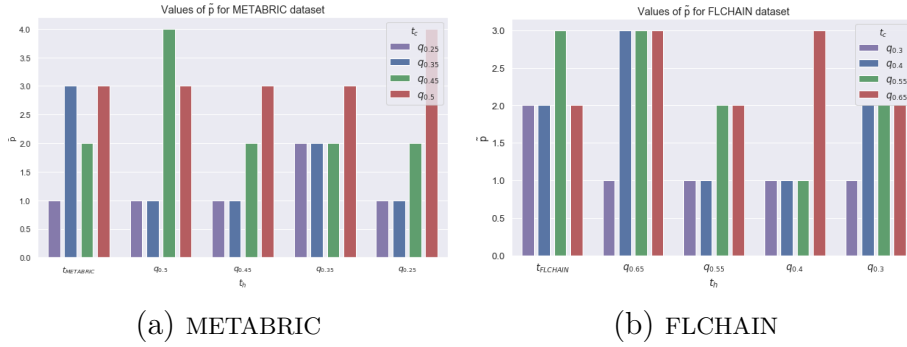 Values of p̃ for METABRIC dataset
4.0
3.5
3.0
2.5
2.0
1.5
1.0
0.5
0.0
p̃
t_c
q_0.25
q_0.35
q_0.45
q_0.5
t_METABRIC q_0.5 q_0.45 q_0.35 q_0.25
t_h
(a) METABRIC
Values of p̃ for FLCHAIN dataset
3.0
2.5
2.0
1.5
1.0
0.5
0.0
p̃
t_c
q_0.3
q_0.4
q_0.55
q_0.65
t_FLCHAIN q_0.65 q_0.55 q_0.4 q_0.3
t_h
(b) FLCHAIN